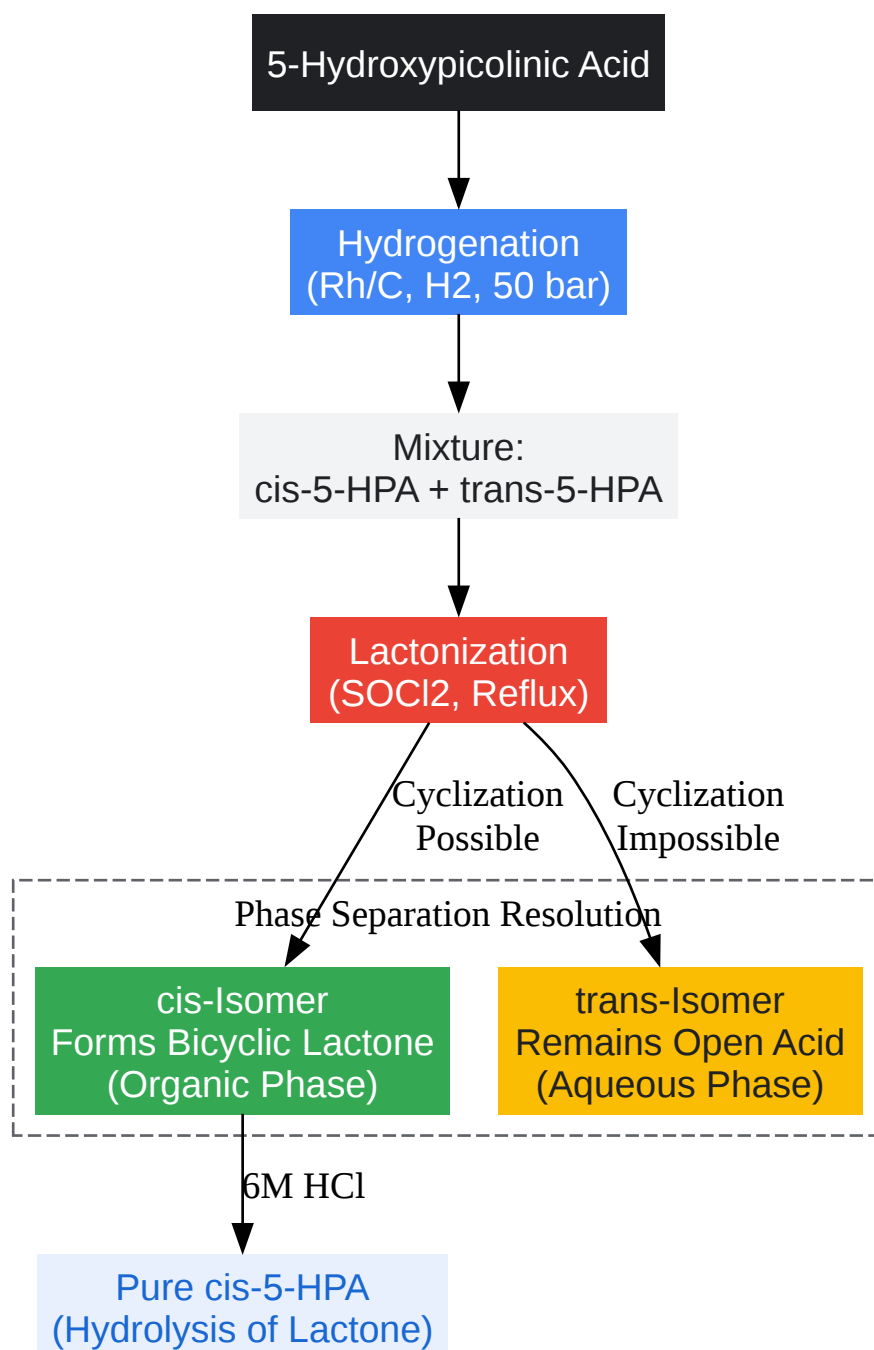 5-Hydroxypicolinic Acid
Hydrogenation
(Rh/C, H2, 50 bar)
Mixture:
cis-5-HPA + trans-5-HPA
Lactonization
(SOCl2, Reflux)
Cyclization
Possible
Cyclization
Impossible
Phase Separation Resolution
cis-Isomer
Forms Bicyclic Lactone
(Organic Phase)
trans-Isomer
Remains Open Acid
(Aqueous Phase)
6M HCl
Pure cis-5-HPA
(Hydrolysis of Lactone)